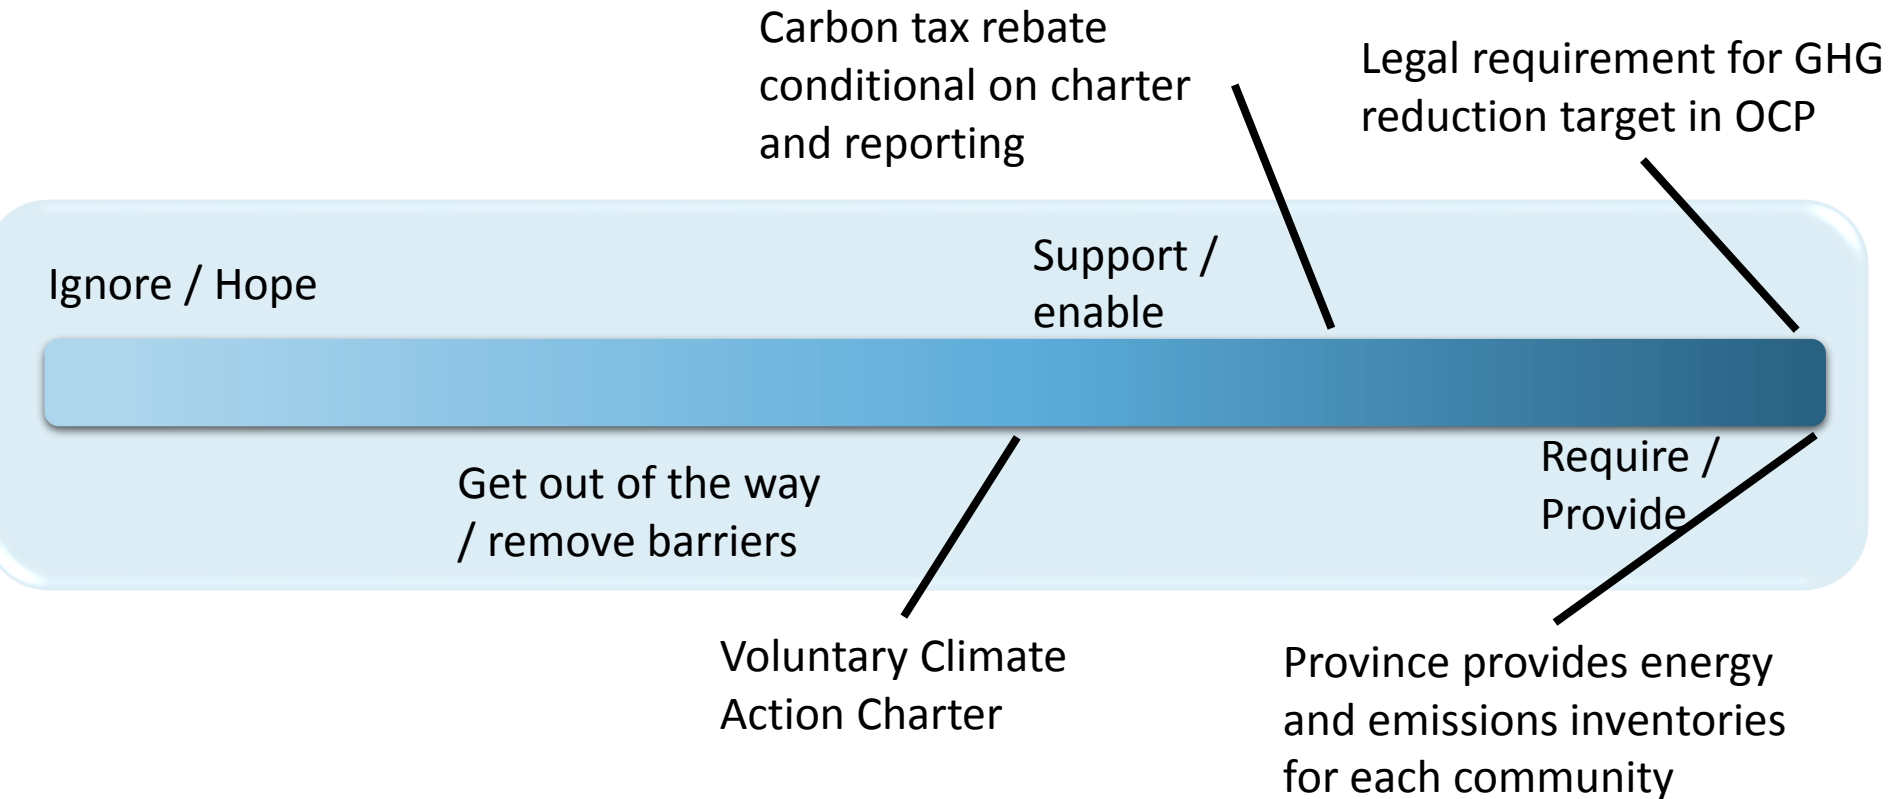 Carbon tax rebate
conditional on charter
and reporting
Legal requirement for GHG
reduction target in OCP
Ignore / Hope
Support /
enable
Get out of the way
/ remove barriers
Require /
Provide
Voluntary Climate
Action Charter
Province provides energy
and emissions inventories
for each community